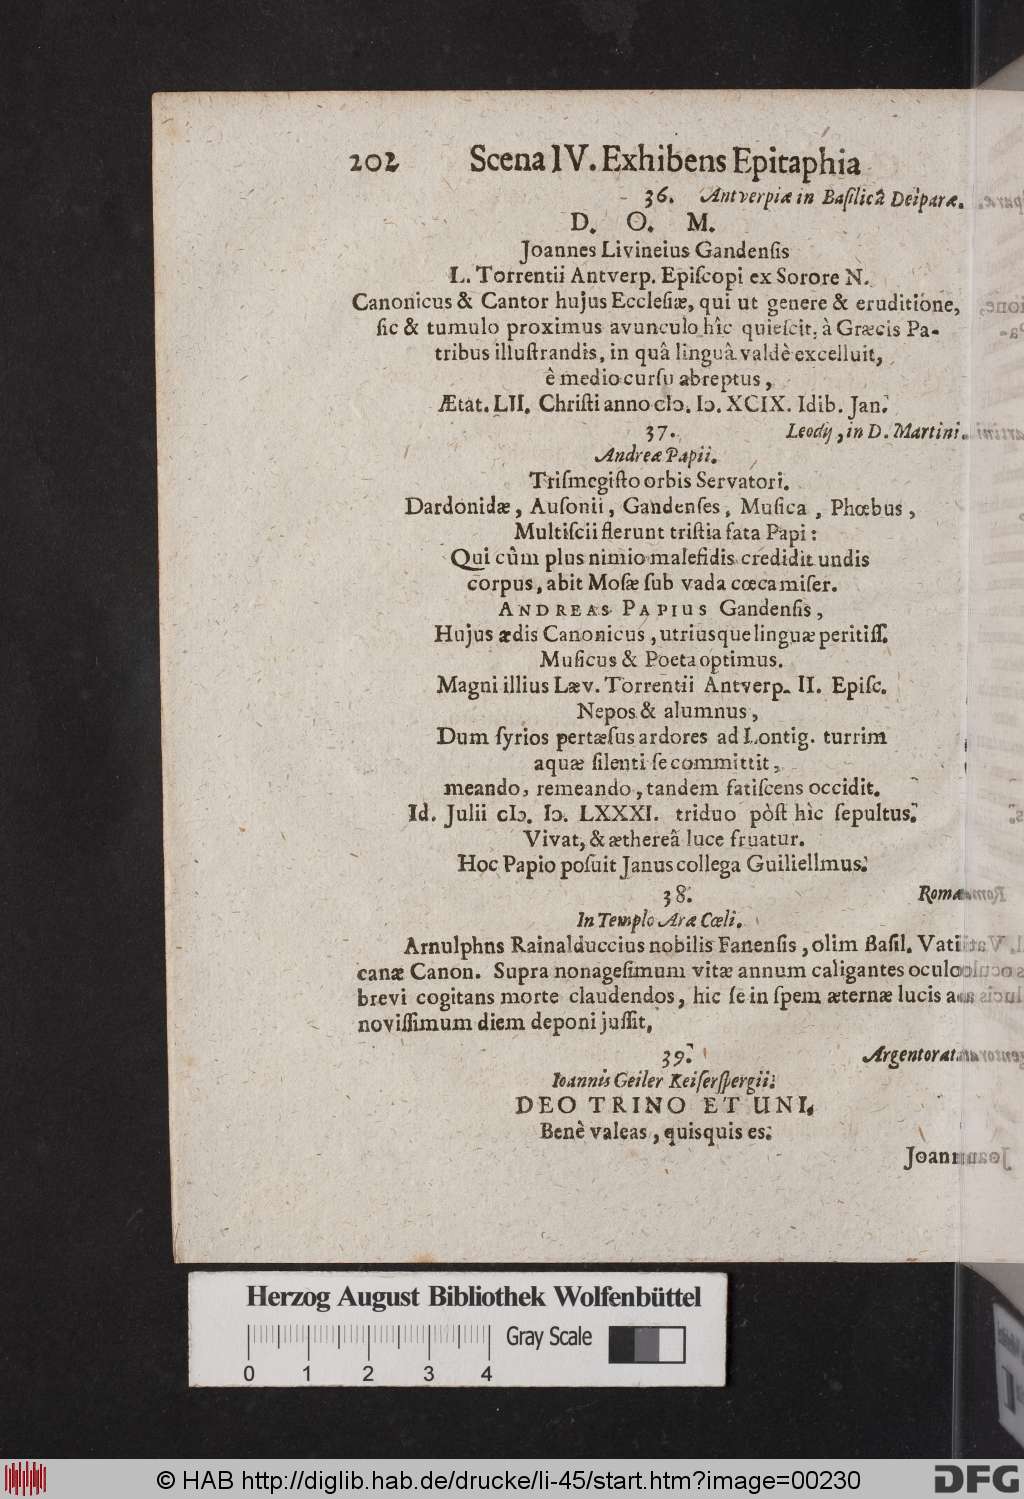 202 Scena IV. Exhibens Epitaphia
36. Antverpiæ in Baſilicâ Deiparæ.
D. O. M.
Joannes Livineius Gandenſis
L. Torrentii Antverp. Epiſcopi ex Sorore N.
Canonicus & Cantor hujus Eccleſiæ, qui ut genere & eruditione,
ſic & tumulo proximus avunculo hîc quieſcit, à Græcis Pa-
tribus illuſtrandis, in quâ linguâ valdè excelluit,
è medio curſu abreptus,
Ætat. LII. Chriſti anno cIɔ. Iɔ. XCIX. Idib. Jan.
37. Leodij, in D. Martini.
Andreæ Papii.
Triſmegiſto orbis Servatori.
Dardonidæ, Auſonii, Gandenſes, Muſica, Phœbus,
Multiſcii flerunt triſtia fata Papi:
Qui cûm plus nimio malefidis credidit undis
corpus, abit Moſæ ſub vada cœca miſer.
ANDREAS PAPIUS Gandenſis,
Hujus ædis Canonicus, utriusque linguæ peritiſſ.
Muſicus & Poeta optimus.
Magni illius Læv. Torrentii Antverp. II. Epiſc.
Nepos & alumnus,
Dum ſyrios pertæſus ardores ad Lontig. turrim
aquæ ſilenti ſe committit,
meando, remeando, tandem fatiſcens occidit.
Id. Julii cIɔ. Iɔ. LXXXI. triduo pòſt hìc ſepultus.
Vivat, & æthereâ luce fruatur.
Hoc Papio poſuit Janus collega Guiliellmus.
38. Romæ
In Templo Aræ Cœli.
Arnulphns Rainalduccius nobilis Fanenſis, olim Baſil. Vati
canæ Canon. Supra nonageſimum vitæ annum caligantes oculo
brevi cogitans morte claudendos, hic ſe in ſpem æternæ lucis a
noviſſimum diem deponi juſſit.
39. Argentorat
Ioannis Geiler Keiſerſpergii.
DEO TRINO ET UNI.
Benè valeas, quisquis es.
Joann
Herzog August Bibliothek Wolfenbüttel
Gray Scale
0 1 2 3 4
© HAB http://diglib.hab.de/drucke/li-45/start.htm?image=00230
DFG